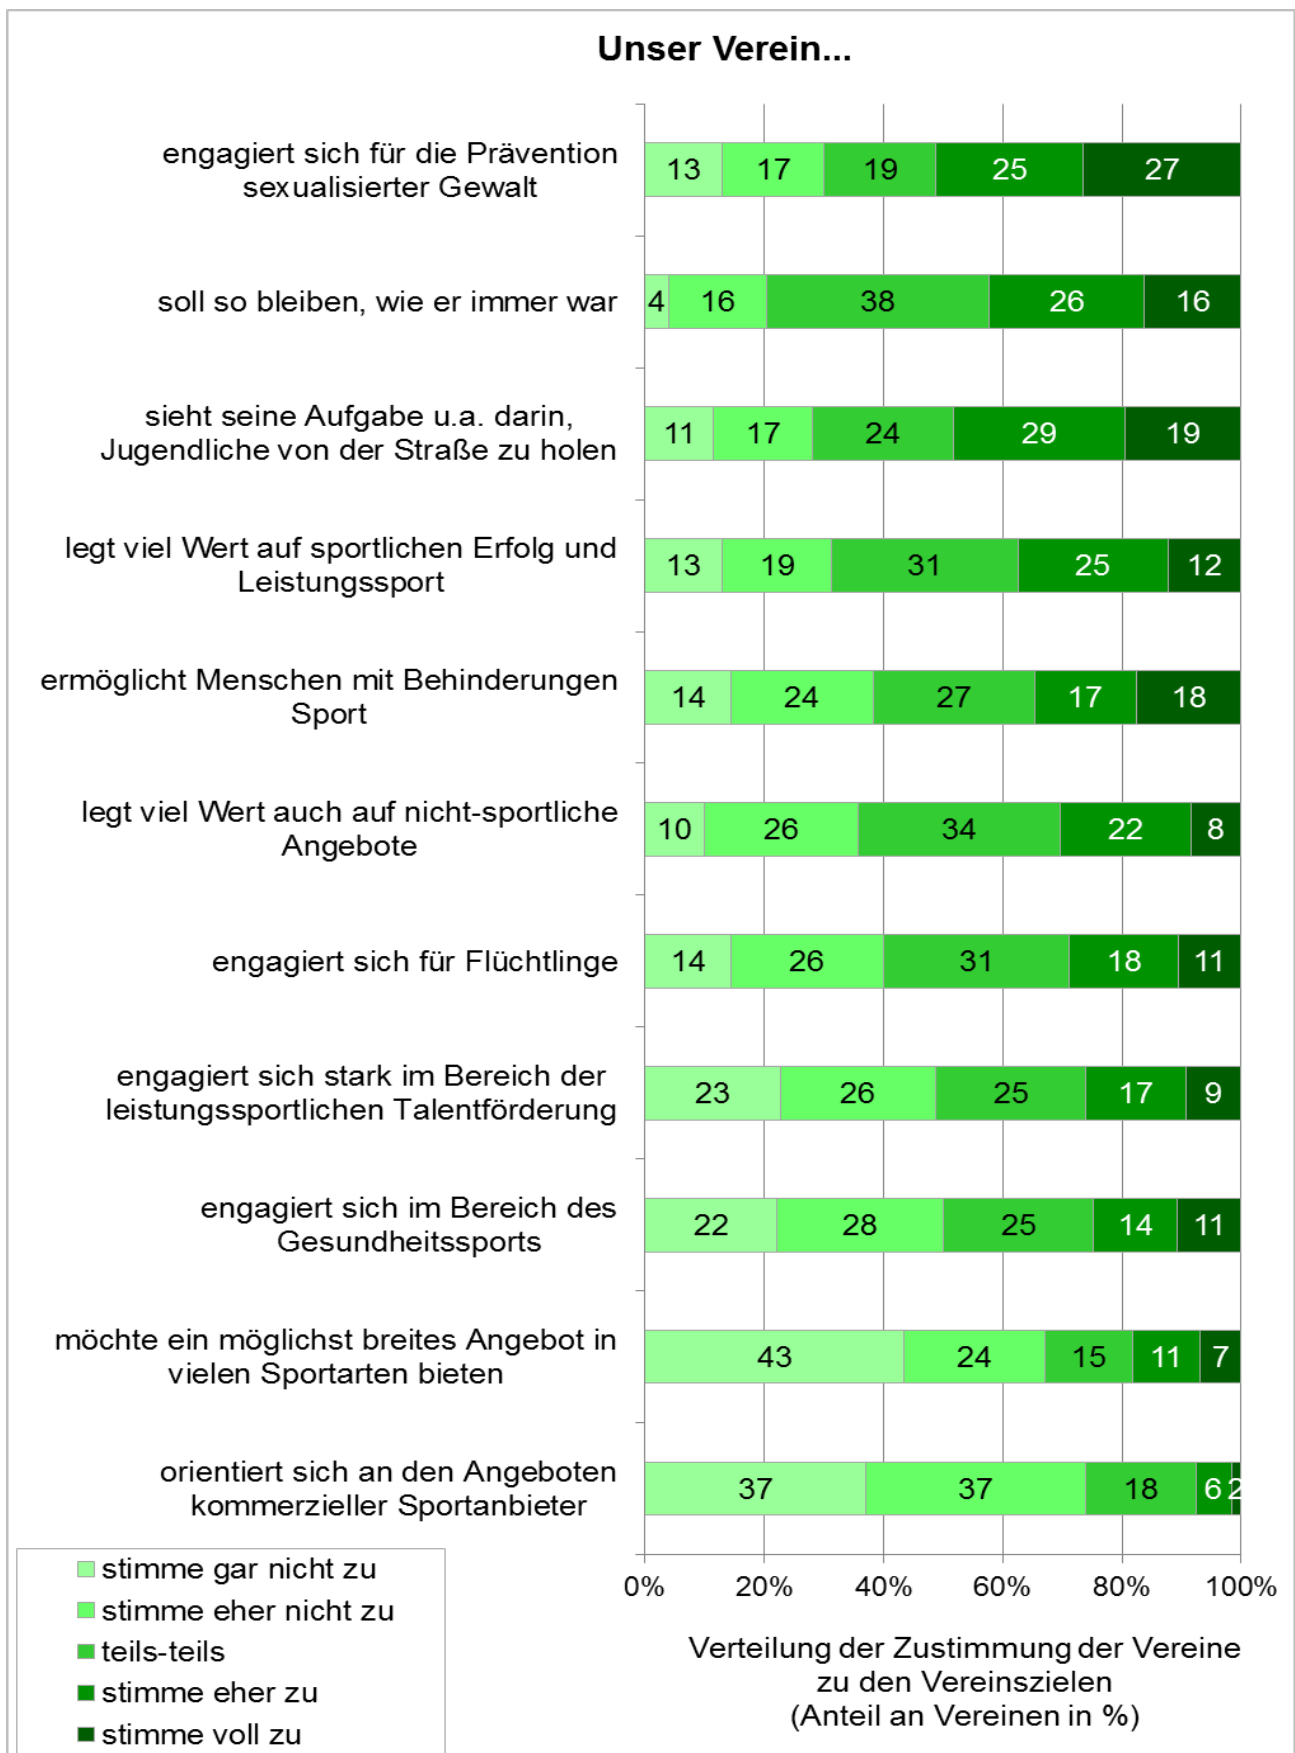 Unser Verein...
engagiert sich für die Prävention
sexualisierter Gewalt
13 17 19 25 27
soll so bleiben, wie er immer war
4 16 38 26 16
sieht seine Aufgabe u.a. darin,
Jugendliche von der Straße zu holen
11 17 24 29 19
legt viel Wert auf sportlichen Erfolg und
Leistungssport
13 19 31 25 12
ermöglicht Menschen mit Behinderungen
Sport
14 24 27 17 18
legt viel Wert auch auf nicht-sportliche
Angebote
10 26 34 22 8
engagiert sich für Flüchtlinge
14 26 31 18 11
engagiert sich stark im Bereich der
leistungssportlichen Talentförderung
23 26 25 17 9
engagiert sich im Bereich des
Gesundheitssports
22 28 25 14 11
möchte ein möglichst breites Angebot in
vielen Sportarten bieten
43 24 15 11 7
orientiert sich an den Angeboten
kommerzieller Sportanbieter
37 37 18 6 2
0% 20% 40% 60% 80% 100%
Verteilung der Zustimmung der Vereine
zu den Vereinszielen
(Anteil an Vereinen in %)
stimme gar nicht zu
stimme eher nicht zu
teils-teils
stimme eher zu
stimme voll zu